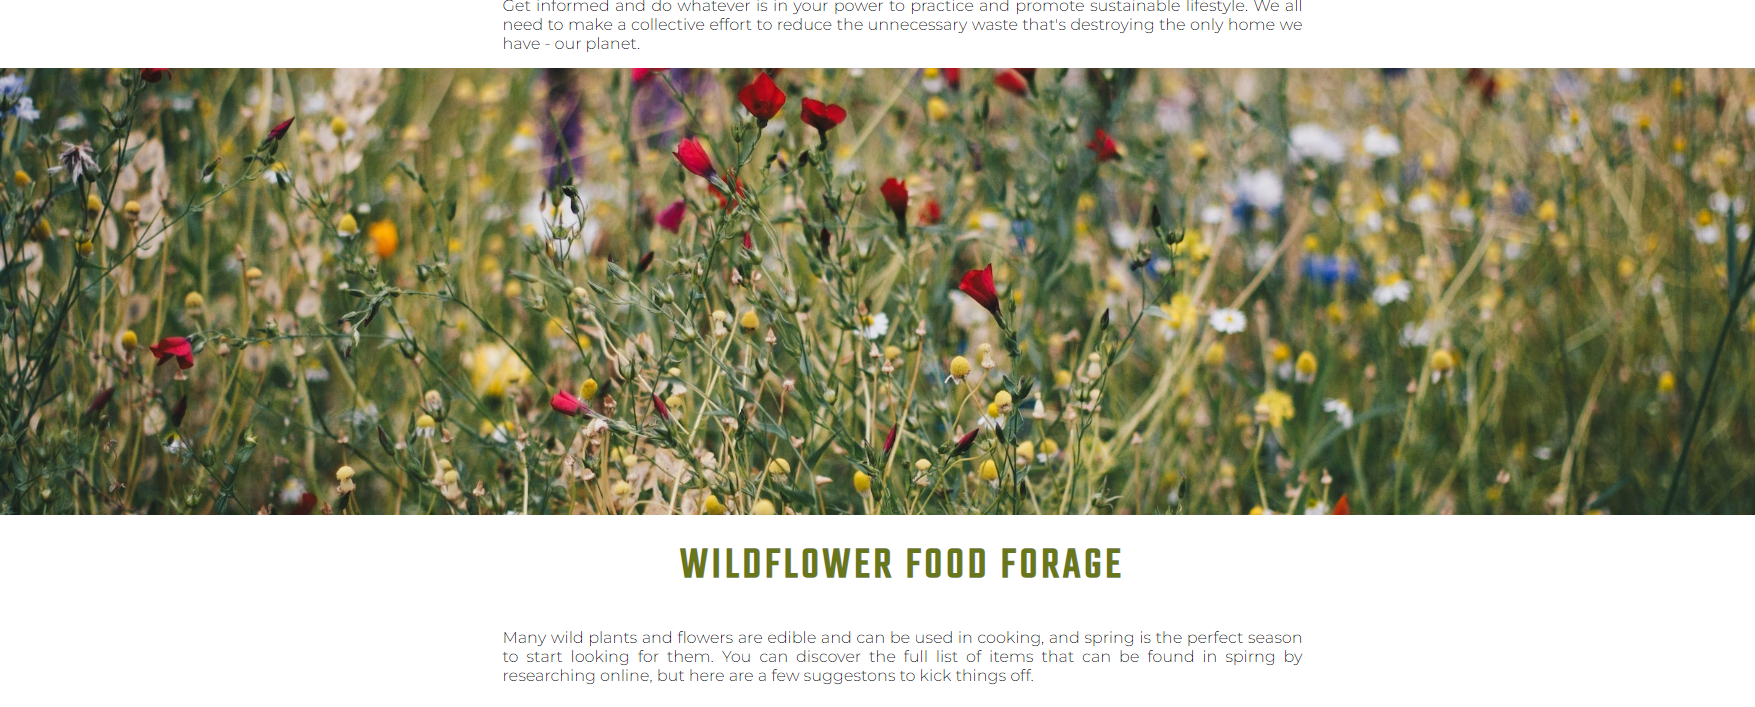 Get informed and do whatever is in your power to practice and promote sustainable lifestyle. We all
need to make a collective effort to reduce the unnecessary waste that's destroying the only home we
have - our planet.
WILDFLOWER FOOD FORAGE
Many wild plants and flowers are edible and can be used in cooking, and spring is the perfect season
to start looking for them. You can discover the full list of items that can be found in spirng by
researching online, but here are a few suggestons to kick things off.